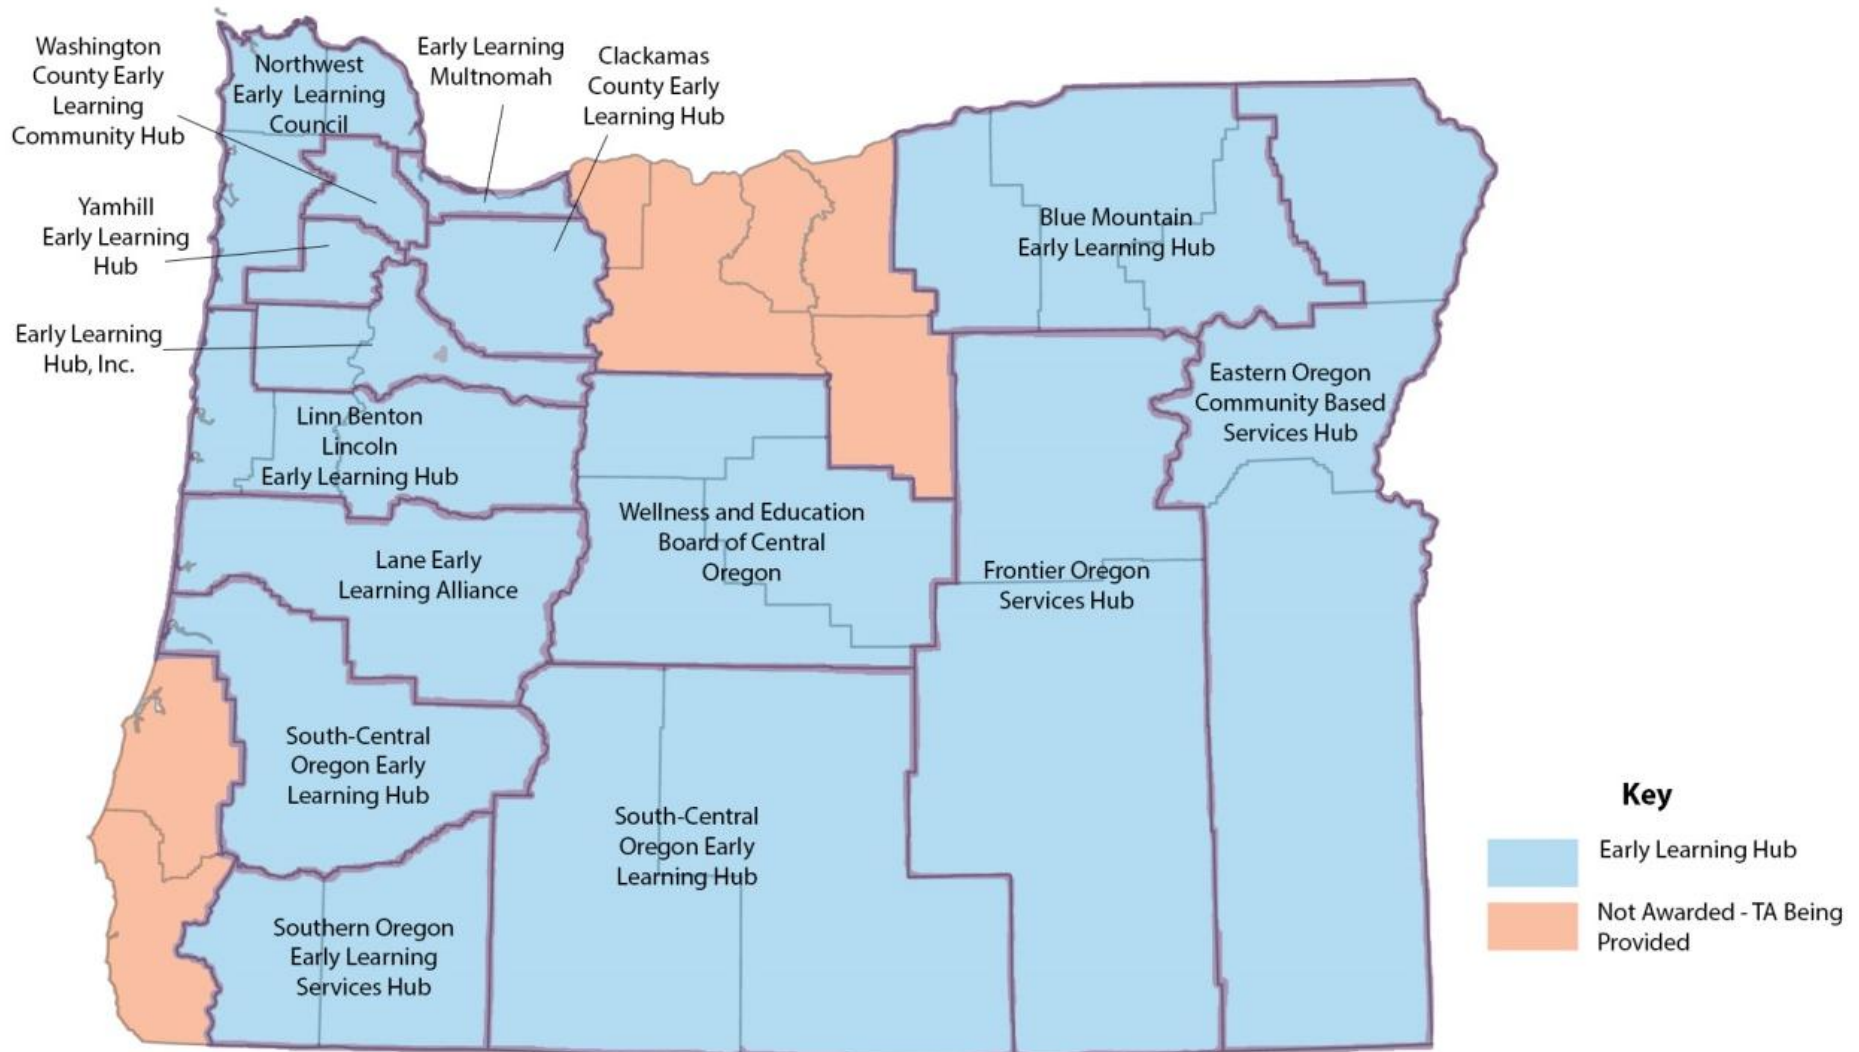 Washington
County Early
Learning
Community Hub
Northwest
Early Learning
Council
Early Learning
Multnomah
Clackamas
County Early
Learning Hub
Yamhill
Early Learning
Hub
Early Learning
Hub, Inc.
Blue Mountain
Early Learning Hub
Eastern Oregon
Community Based
Services Hub
Linn Benton
Lincoln
Early Learning Hub
Wellness and Education
Board of Central
Oregon
Lane Early
Learning Alliance
Frontier Oregon
Services Hub
South-Central
Oregon Early
Learning Hub
South-Central
Oregon Early
Learning Hub
Southern Oregon
Early Learning
Services Hub
Key
Early Learning Hub
Not Awarded - TA Being
Provided